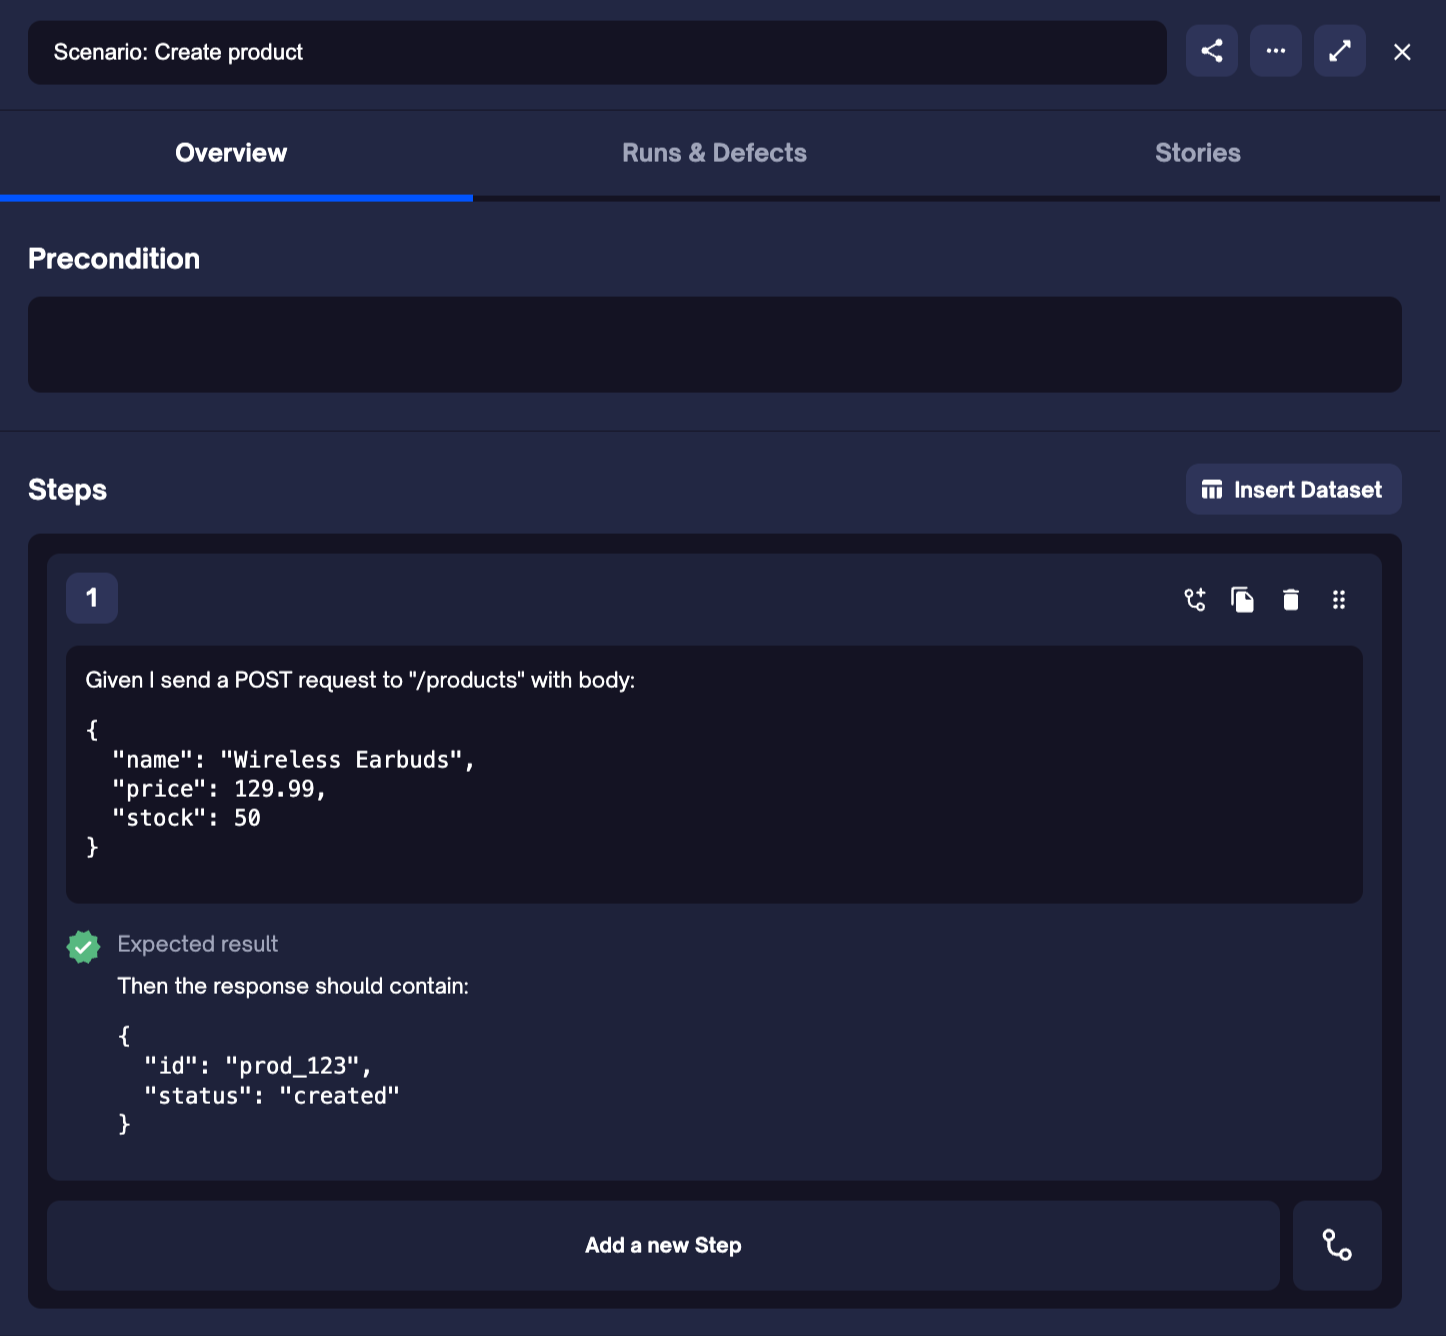 Scenario: Create product
Overview
Runs & Defects
Stories
Precondition
Steps
Insert Dataset
1
Given I send a POST request to "/products" with body:
{
  "name": "Wireless Earbuds",
  "price": 129.99,
  "stock": 50
}
Expected result
Then the response should contain:
{
  "id": "prod_123",
  "status": "created"
}
Add a new Step